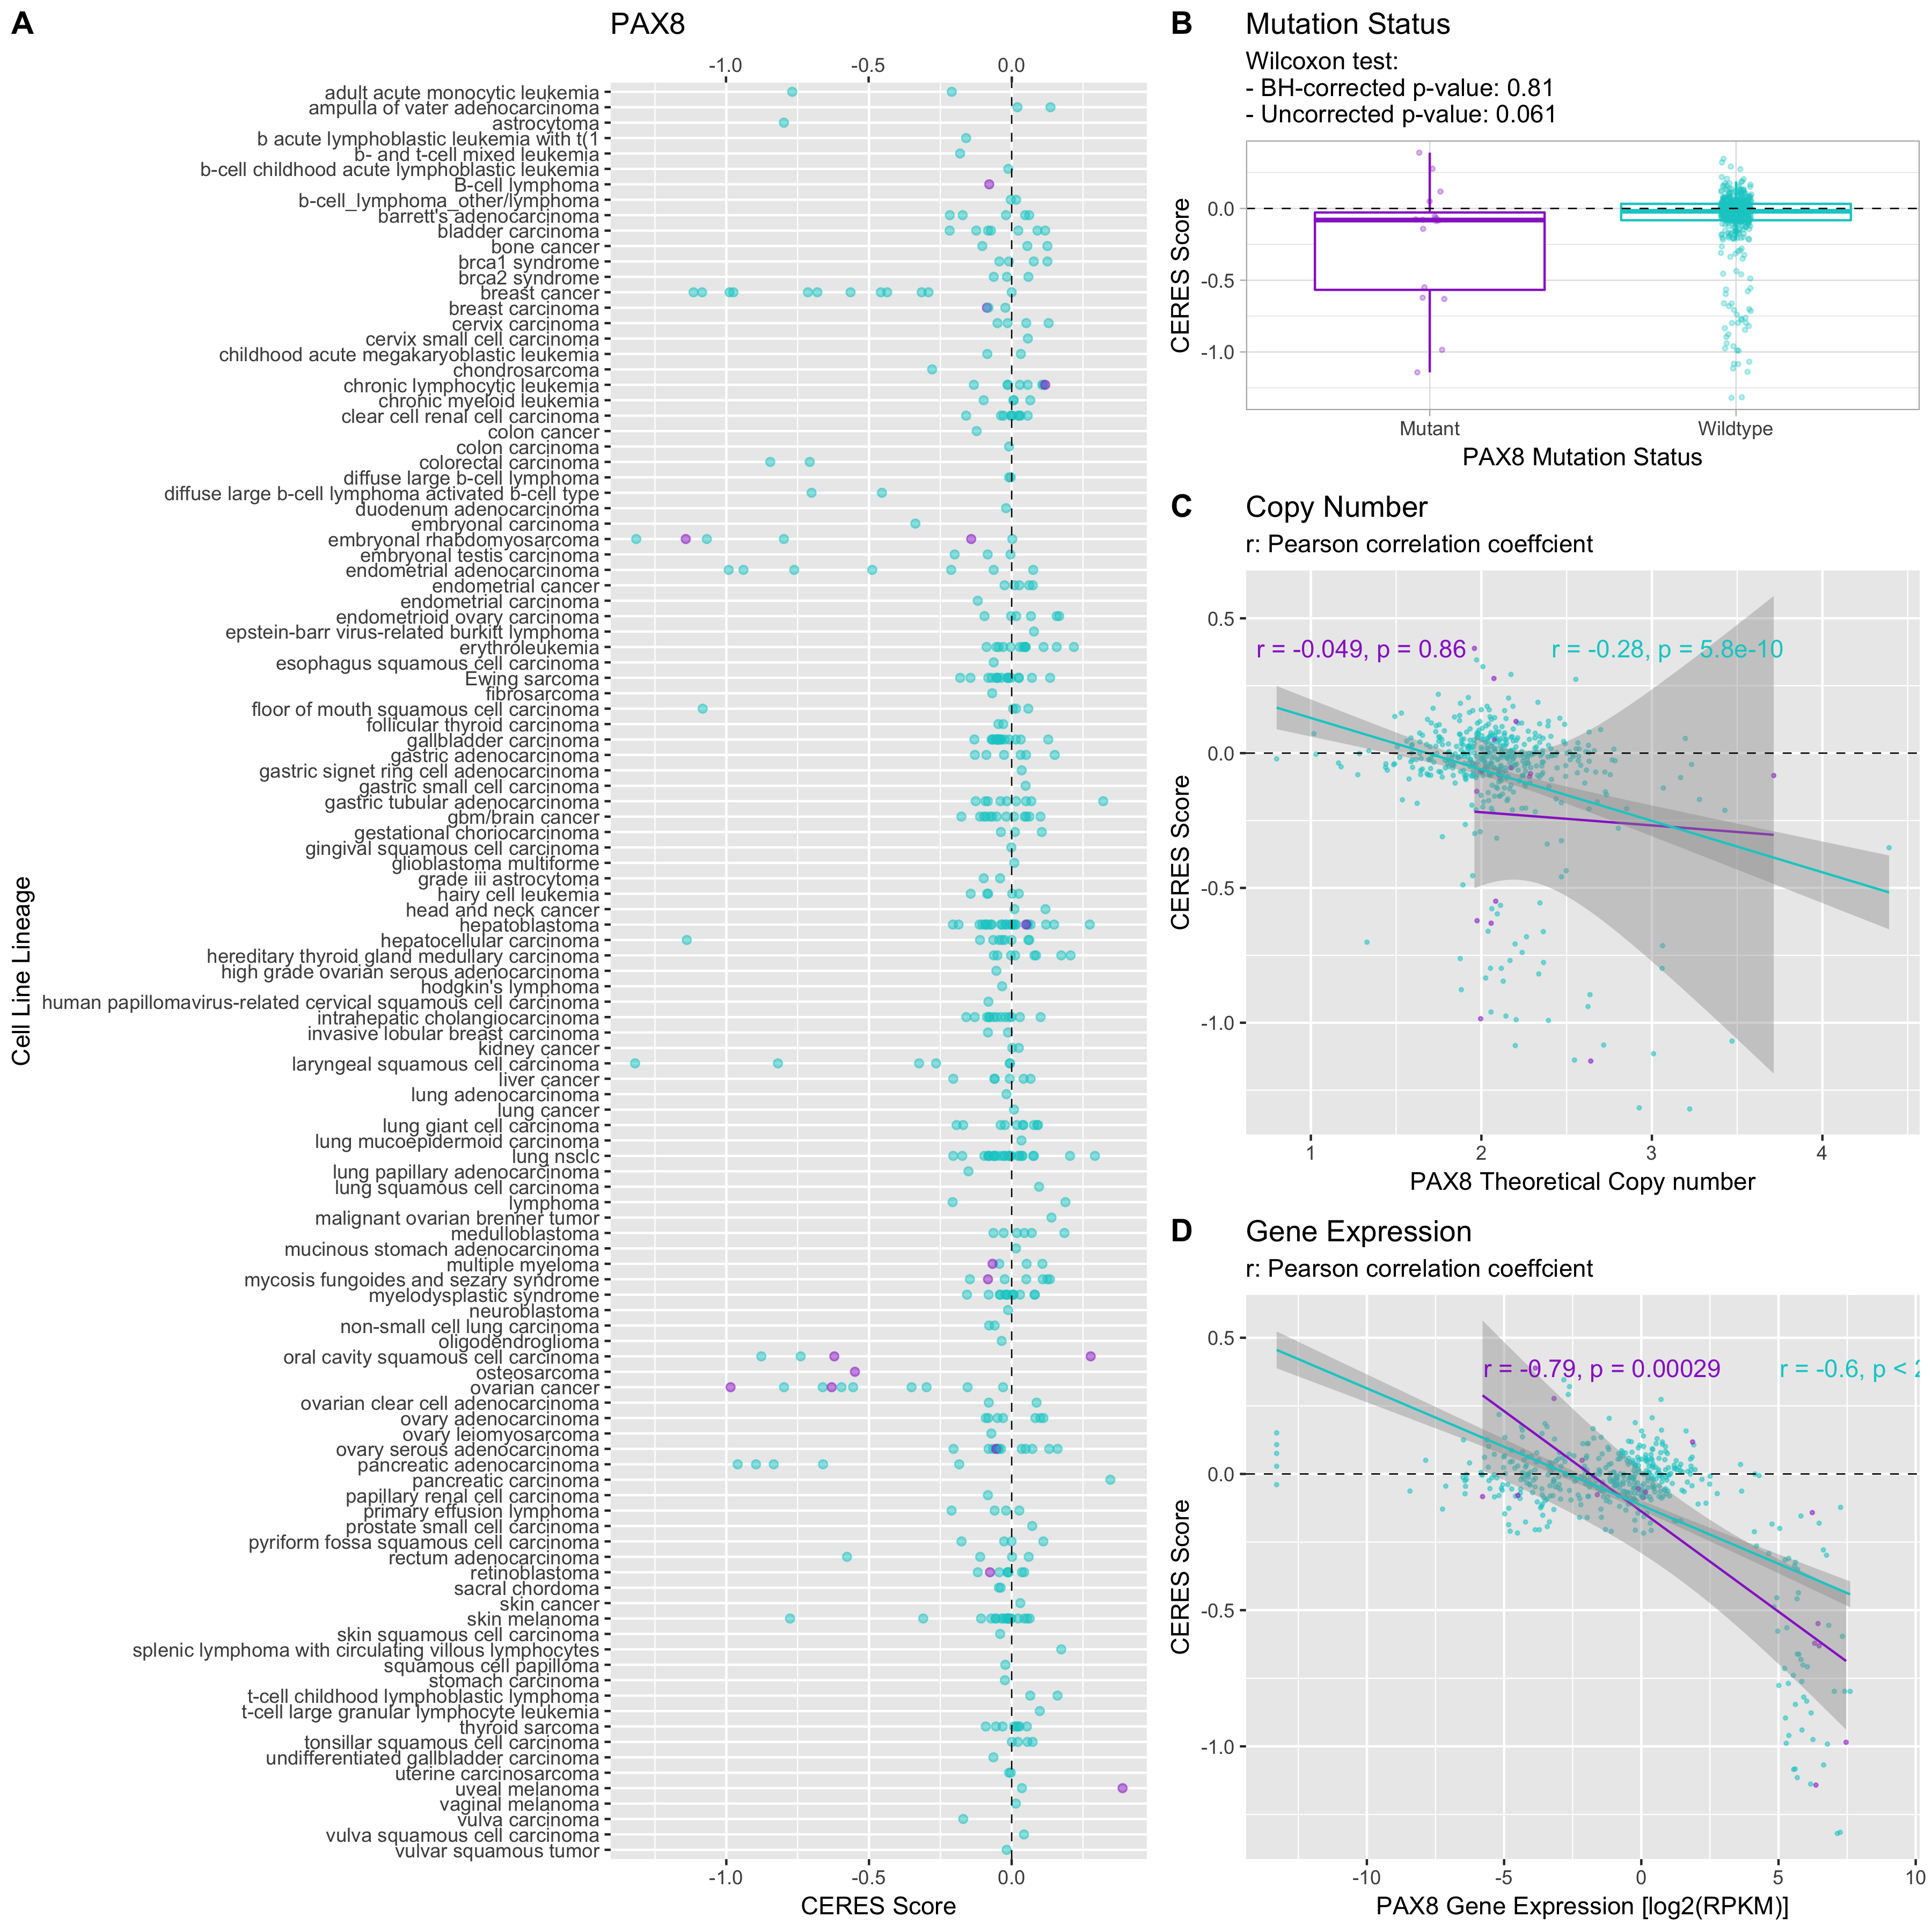 A
PAX8
-1.0 -0.5 0.0
Cell Line Lineage
adult acute monocytic leukemia
ampulla of vater adenocarcinoma
astrocytoma
b acute lymphoblastic leukemia with t(1
b- and t-cell mixed leukemia
b-cell childhood acute lymphoblastic leukemia
B-cell lymphoma
b-cell_lymphoma_other/lymphoma
barrett's adenocarcinoma
bladder carcinoma
bone cancer
brca1 syndrome
brca2 syndrome
breast cancer
breast carcinoma
cervix carcinoma
cervix small cell carcinoma
childhood acute megakaryoblastic leukemia
chondrosarcoma
chronic lymphocytic leukemia
chronic myeloid leukemia
clear cell renal cell carcinoma
colon cancer
colon carcinoma
colorectal carcinoma
diffuse large b-cell lymphoma
diffuse large b-cell lymphoma activated b-cell type
duodenum adenocarcinoma
embryonal carcinoma
embryonal rhabdomyosarcoma
embryonal testis carcinoma
endometrial adenocarcinoma
endometrial cancer
endometrial carcinoma
endometrioid ovary carcinoma
epstein-barr virus-related burkitt lymphoma
erythroleukemia
esophagus squamous cell carcinoma
Ewing sarcoma
fibrosarcoma
floor of mouth squamous cell carcinoma
follicular thyroid carcinoma
gallbladder carcinoma
gastric adenocarcinoma
gastric signet ring cell adenocarcinoma
gastric small cell carcinoma
gastric tubular adenocarcinoma
gbm/brain cancer
gestational choriocarcinoma
gingival squamous cell carcinoma
glioblastoma multiforme
grade iii astrocytoma
hairy cell leukemia
head and neck cancer
hepatoblastoma
hepatocellular carcinoma
hereditary thyroid gland medullary carcinoma
high grade ovarian serous adenocarcinoma
hodgkin's lymphoma
human papillomavirus-related cervical squamous cell carcinoma
intrahepatic cholangiocarcinoma
invasive lobular breast carcinoma
kidney cancer
laryngeal squamous cell carcinoma
liver cancer
lung adenocarcinoma
lung cancer
lung giant cell carcinoma
lung mucoepidermoid carcinoma
lung nsclc
lung papillary adenocarcinoma
lung squamous cell carcinoma
lymphoma
malignant ovarian brenner tumor
medulloblastoma
mucinous stomach adenocarcinoma
multiple myeloma
mycosis fungoides and sezary syndrome
myelodysplastic syndrome
neuroblastoma
non-small cell lung carcinoma
oligodendroglioma
oral cavity squamous cell carcinoma
osteosarcoma
ovarian cancer
ovarian clear cell adenocarcinoma
ovary adenocarcinoma
ovary leiomyosarcoma
ovary serous adenocarcinoma
pancreatic adenocarcinoma
pancreatic carcinoma
papillary renal cell carcinoma
primary effusion lymphoma
prostate small cell carcinoma
pyriform fossa squamous cell carcinoma
rectum adenocarcinoma
retinoblastoma
sacral chordoma
skin cancer
skin melanoma
skin squamous cell carcinoma
splenic lymphoma with circulating villous lymphocytes
squamous cell papilloma
stomach carcinoma
t-cell childhood lymphoblastic lymphoma
t-cell large granular lymphocyte leukemia
thyroid sarcoma
tonsillar squamous cell carcinoma
undifferentiated gallbladder carcinoma
uterine carcinosarcoma
uveal melanoma
vaginal melanoma
vulva carcinoma
vulva squamous cell carcinoma
vulvar squamous tumor
-1.0 -0.5 0.0
CERES Score
B
Mutation Status
Wilcoxon test:
- BH-corrected p-value: 0.81
- Uncorrected p-value: 0.061
CERES Score
0.0
-0.5
-1.0
Mutant Wildtype
PAX8 Mutation Status
C
Copy Number
r: Pearson correlation coeffcient
r = -0.049, p = 0.86 r = -0.28, p = 5.8e-10
CERES Score
0.5
0.0
-0.5
-1.0
1 2 3 4
PAX8 Theoretical Copy number
D
Gene Expression
r: Pearson correlation coeffcient
r = -0.79, p = 0.00029 r = -0.6, p <
CERES Score
0.5
0.0
-0.5
-1.0
-10 -5 0 5 10
PAX8 Gene Expression [log2(RPKM)]